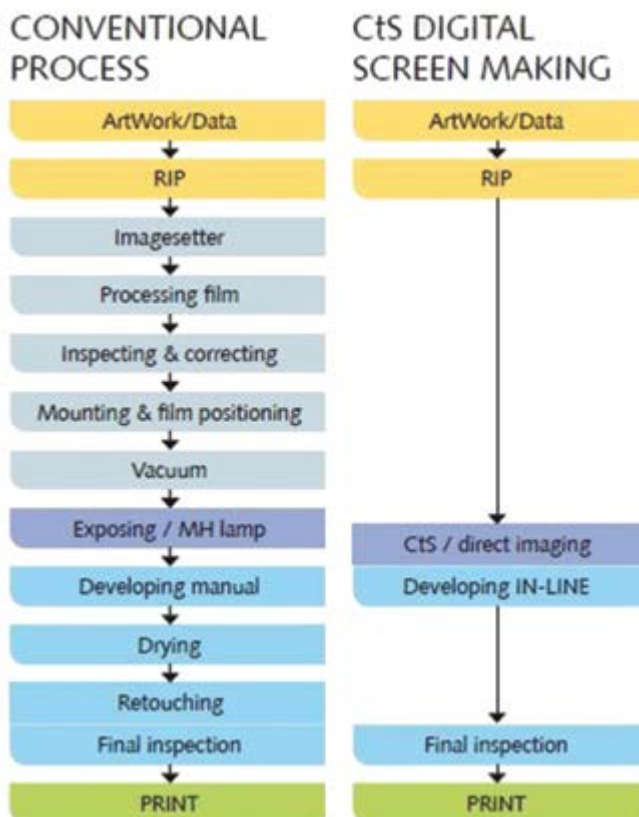 CONVENTIONAL
PROCESS
ArtWork/Data
RIP
Imagesetter
Processing film
Inspecting & correcting
Mounting & film positioning
Vacuum
Exposing / MH lamp
Developing manual
Drying
Retouching
Final inspection
PRINT
CtS DIGITAL
SCREEN MAKING
ArtWork/Data
RIP
CtS / direct imaging
Developing IN-LINE
Final inspection
PRINT